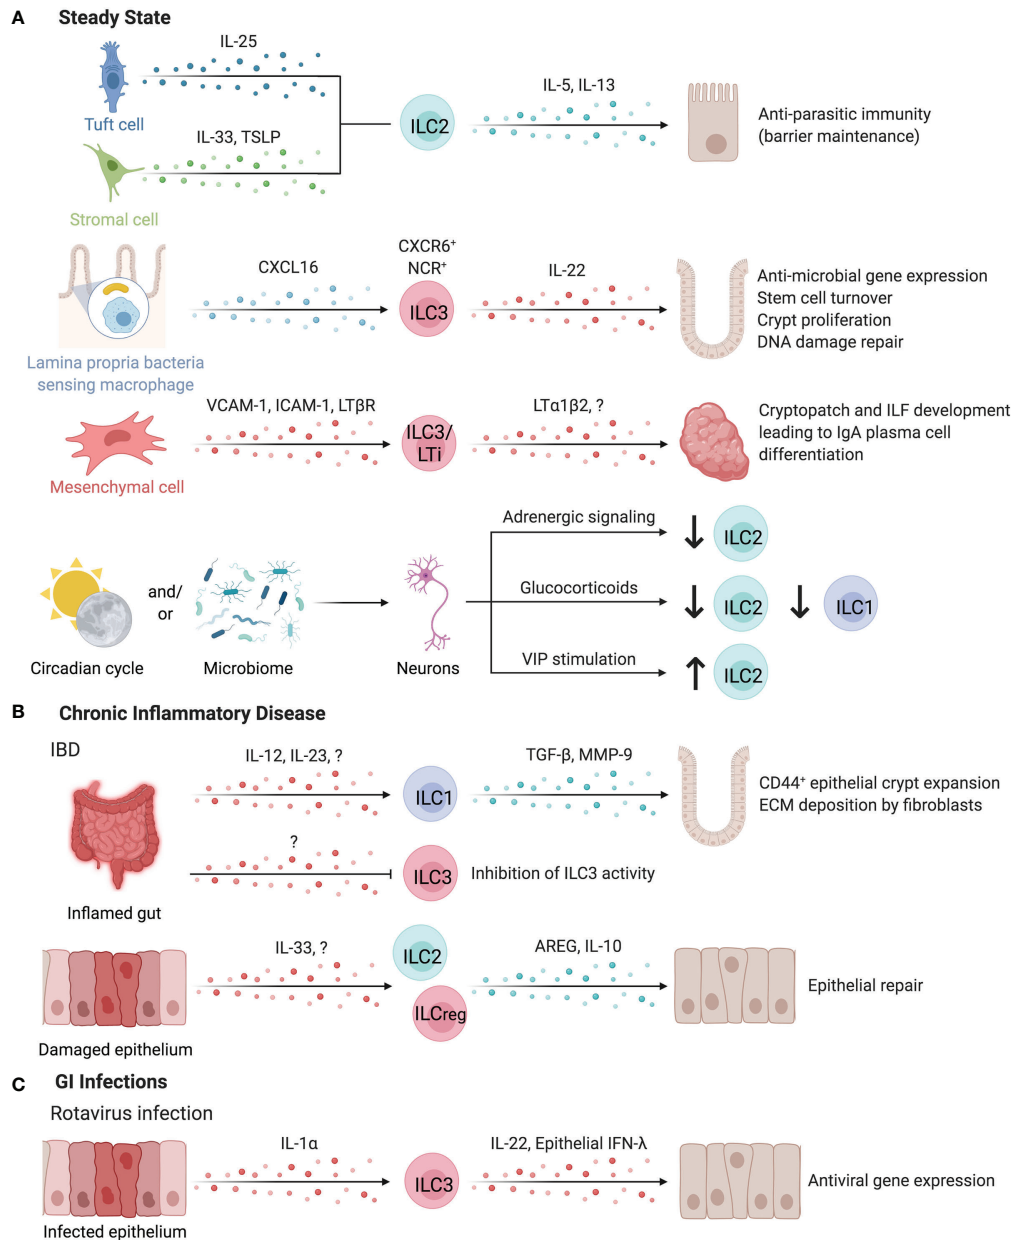 A Steady State
IL-25
Tuft cell
IL-33, TSLP
Stromal cell
ILC2
IL-5, IL-13
Anti-parasitic immunity
(barrier maintenance)
Lamina propria bacteria
sensing macrophage
CXCL16
CXCR6⁺
NCR⁺
ILC3
IL-22
Anti-microbial gene expression
Stem cell turnover
Crypt proliferation
DNA damage repair
Mesenchymal cell
VCAM-1, ICAM-1, LTβR
ILC3/
LTi
LTα1β2, ?
Cryptopatch and ILF development
leading to IgA plasma cell
differentiation
Circadian cycle
and/
or
Microbiome
Neurons
Adrenergic signaling
ILC2
Glucocorticoids
ILC2
ILC1
VIP stimulation
ILC2
B Chronic Inflammatory Disease
IBD
Inflamed gut
IL-12, IL-23, ?
ILC1
TGF-β, MMP-9
CD44⁺ epithelial crypt expansion
ECM deposition by fibroblasts
?
ILC3
Inhibition of ILC3 activity
Damaged epithelium
IL-33, ?
ILC2
ILCreg
AREG, IL-10
Epithelial repair
C GI Infections
Rotavirus infection
Infected epithelium
IL-1α
ILC3
IL-22, Epithelial IFN-λ
Antiviral gene expression